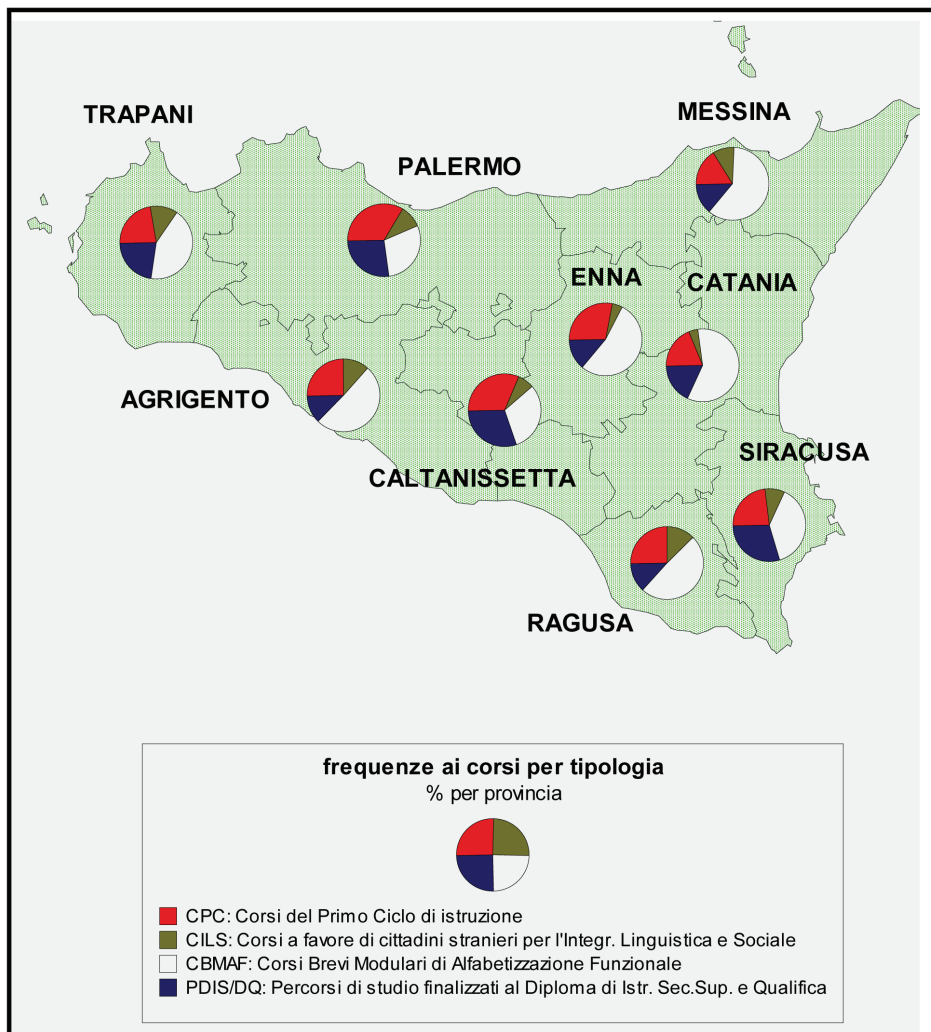 MESSINA
TRAPANI
PALERMO
ENNA
CATANIA
AGRIGENTO
SIRACUSA
CALTANISSETTA
RAGUSA
frequenze ai corsi per tipologia
% per provincia
CPC: Corsi del Primo Ciclo di istruzione
CILS: Corsi a favore di cittadini stranieri per l'Integr. Linguistica e Sociale
CBMAF: Corsi Brevi Modulari di Alfabetizzazione Funzionale
PDIS/DQ: Percorsi di studio finalizzati al Diploma di Istr. Sec.Sup. e Qualifica